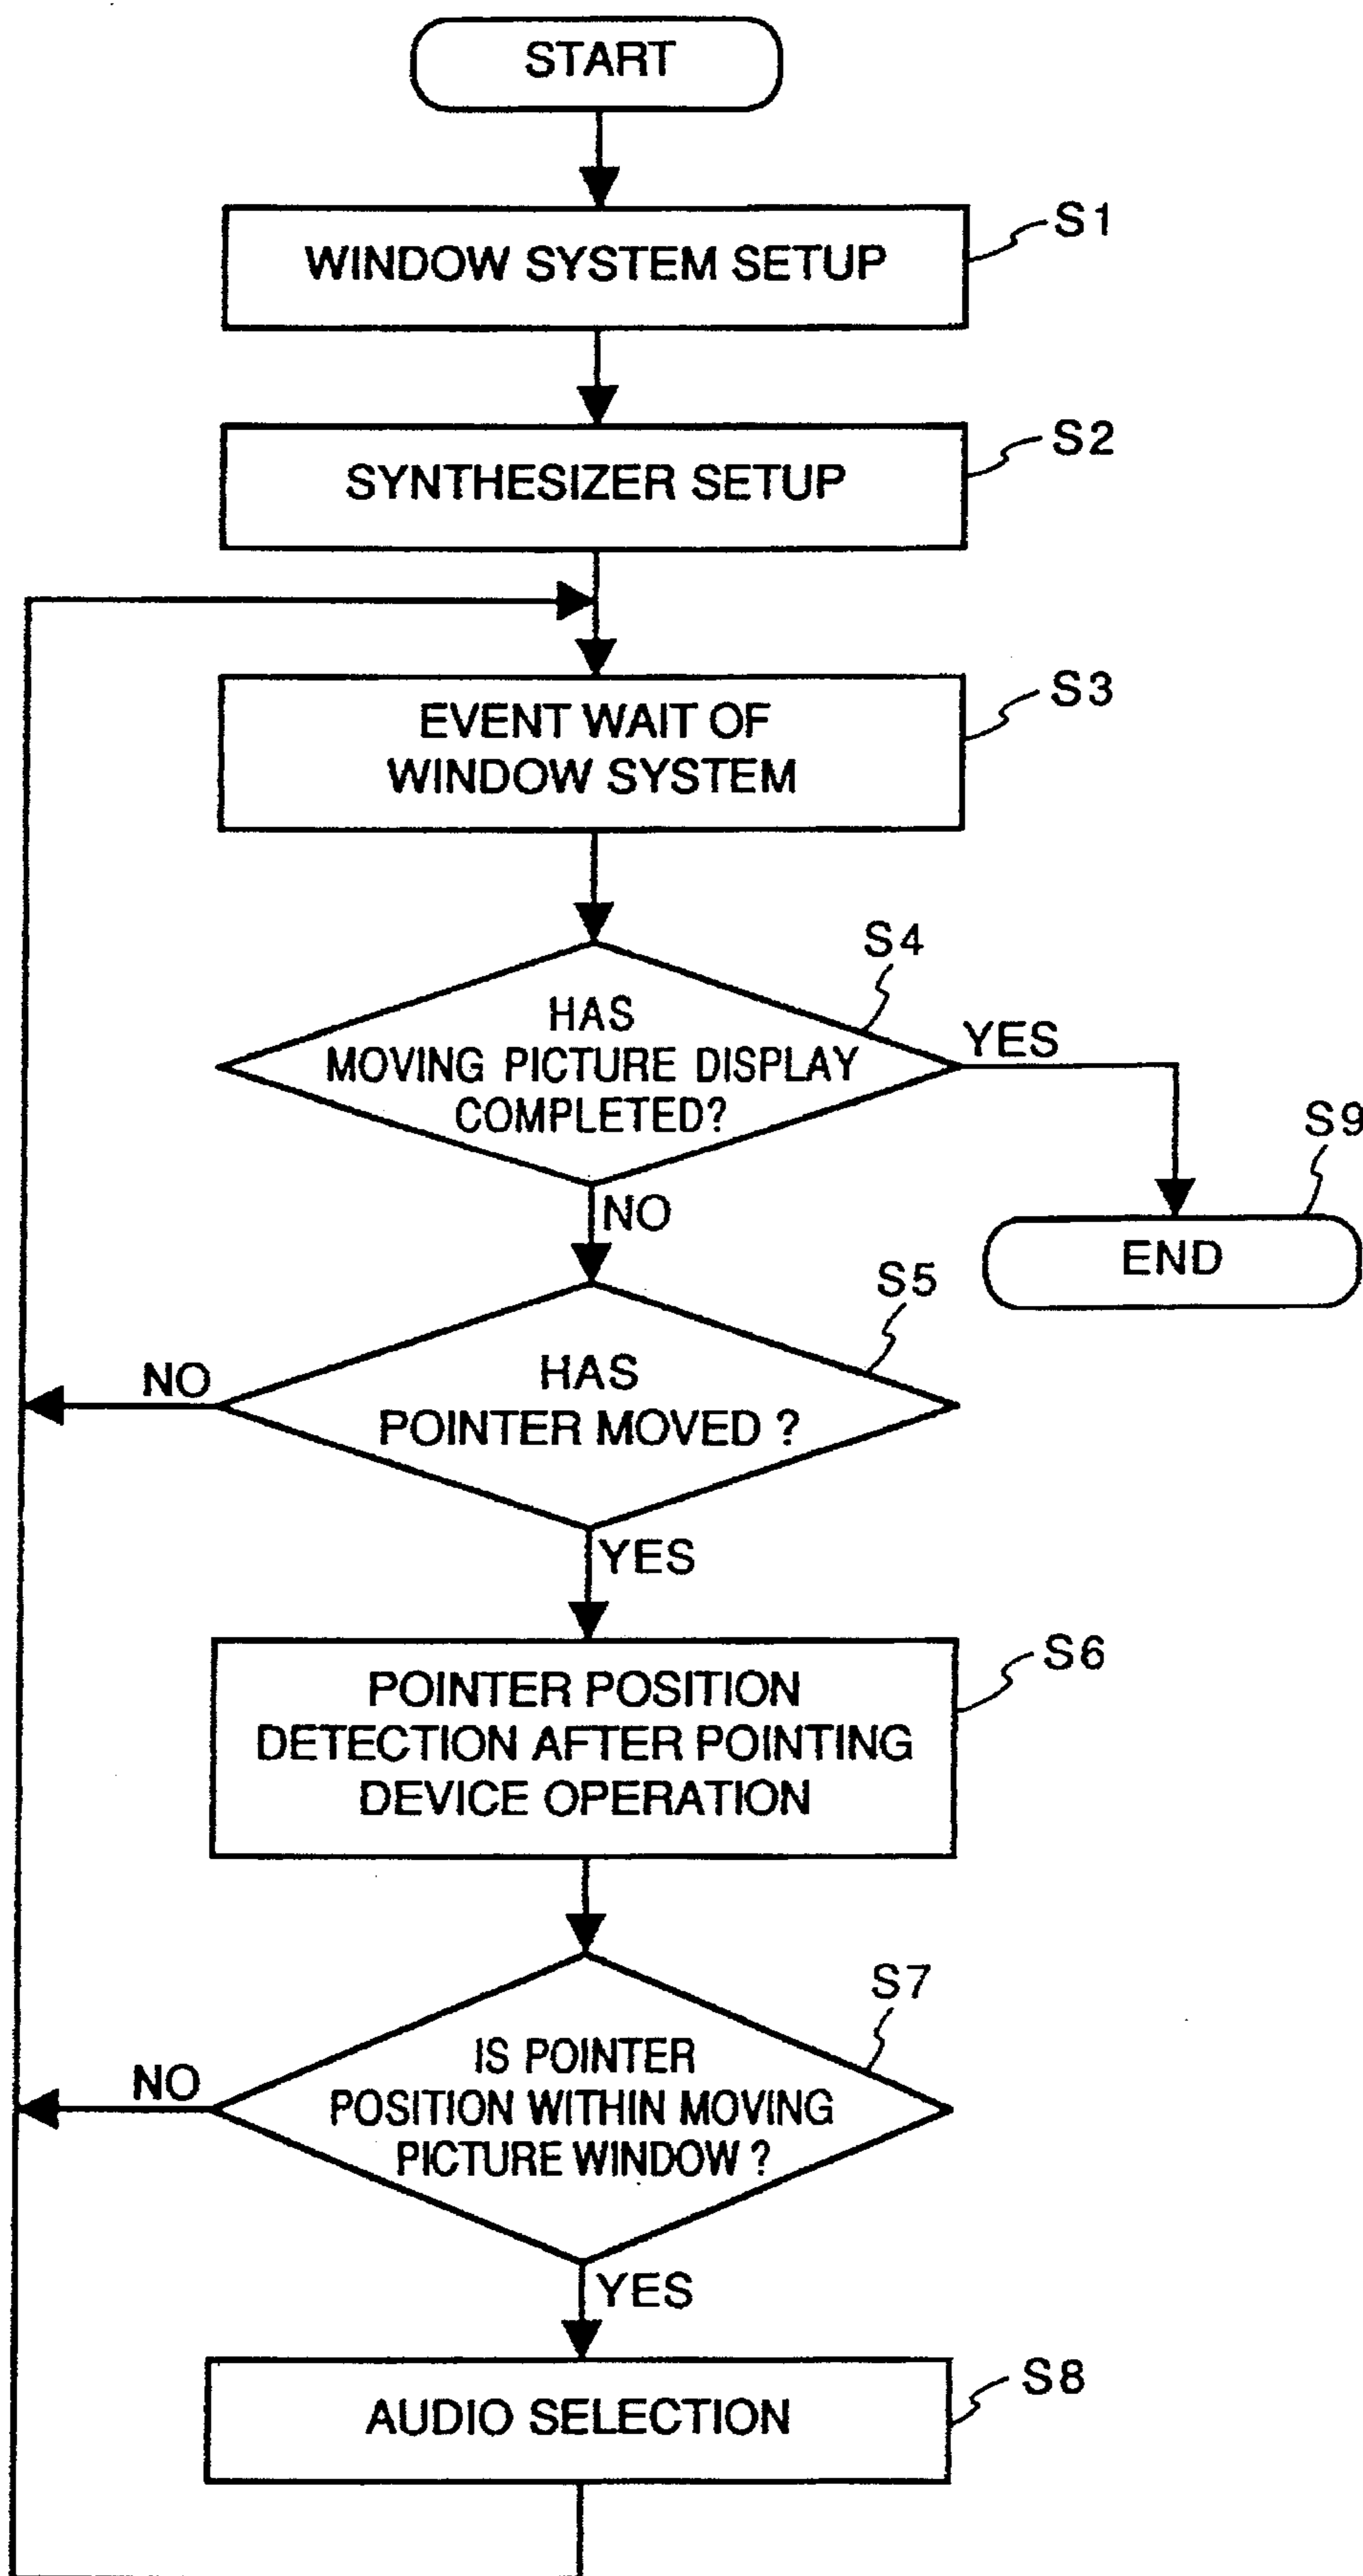 START
WINDOW SYSTEM SETUP
S1
SYNTHESIZER SETUP
S2
EVENT WAIT OF
WINDOW SYSTEM
S3
S4
HAS
MOVING PICTURE DISPLAY
COMPLETED?
YES
NO
S9
END
S5
HAS
POINTER MOVED ?
NO
YES
POINTER POSITION
DETECTION AFTER POINTING
DEVICE OPERATION
S6
S7
IS POINTER
POSITION WITHIN MOVING
PICTURE WINDOW ?
NO
YES
AUDIO SELECTION
S8